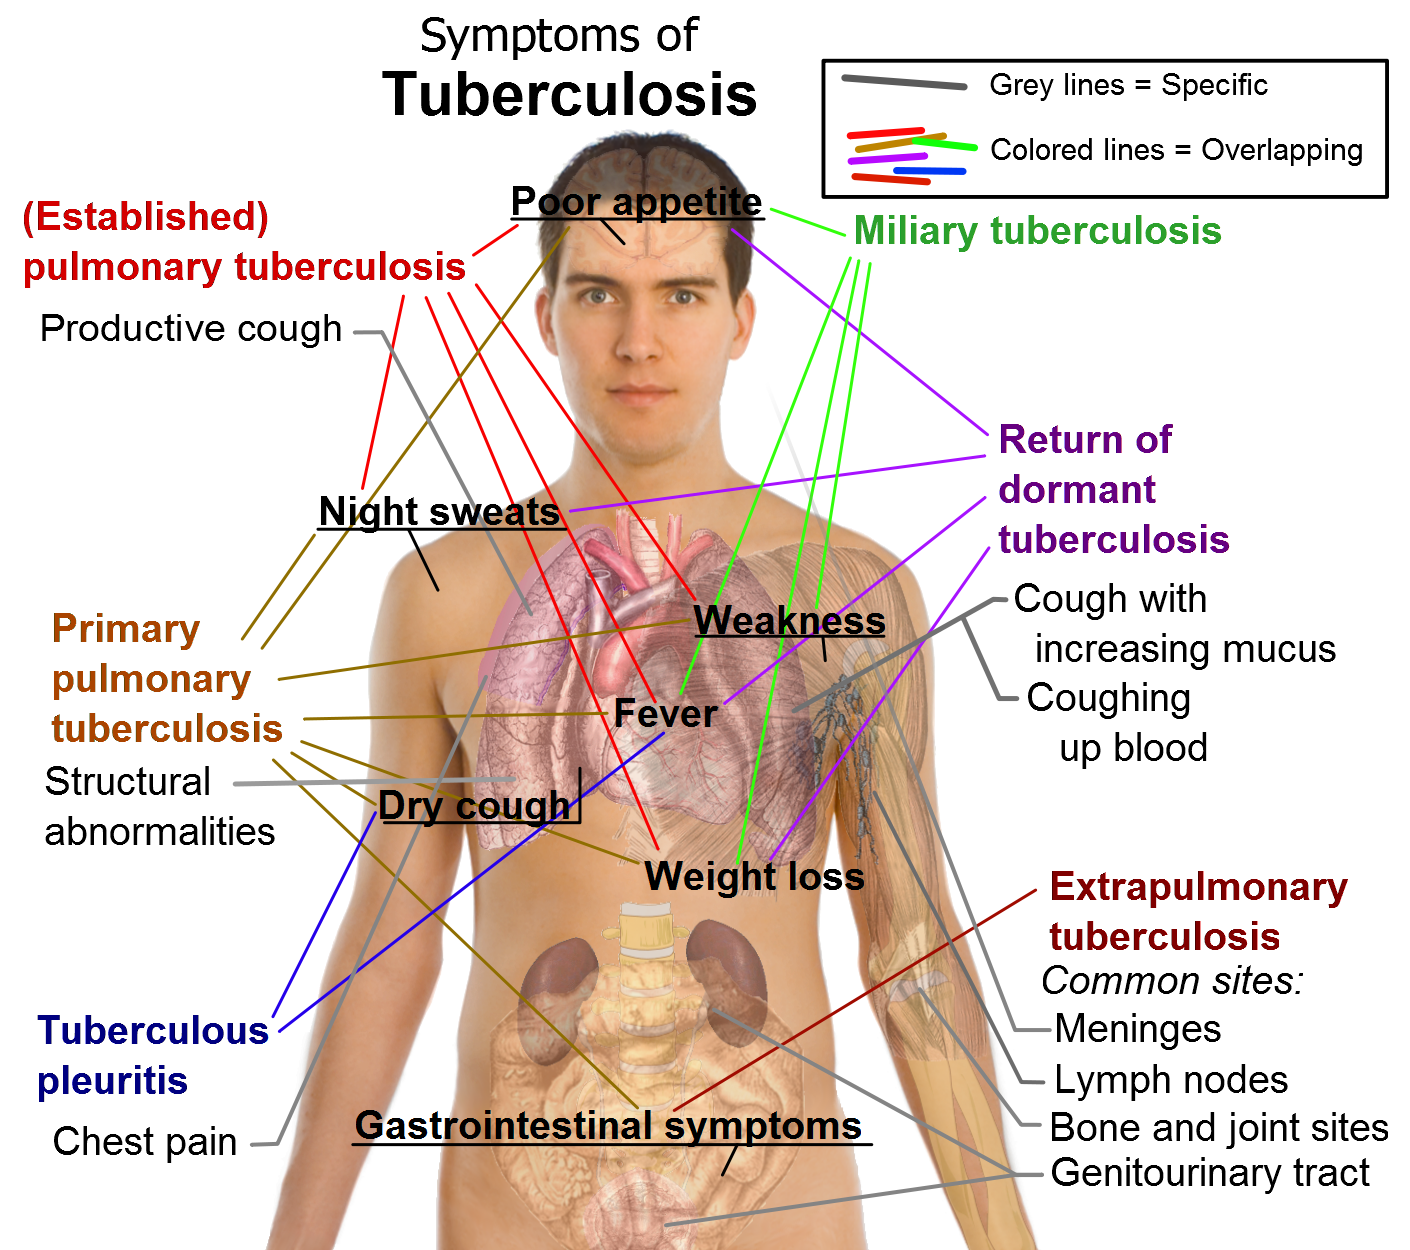 Symptoms of
Tuberculosis
Grey lines = Specific
Colored lines = Overlapping
(Established)
pulmonary tuberculosis
Productive cough
Poor appetite
Miliary tuberculosis
Return of
dormant
tuberculosis
Night sweats
Cough with
increasing mucus
Coughing
up blood
Primary
pulmonary
tuberculosis
Structural
abnormalities
Weakness
Fever
Dry cough
Weight loss
Extrapulmonary
tuberculosis
Common sites:
Meninges
Lymph nodes
Bone and joint sites
Genitourinary tract
Tuberculous
pleuritis
Chest pain
Gastrointestinal symptoms